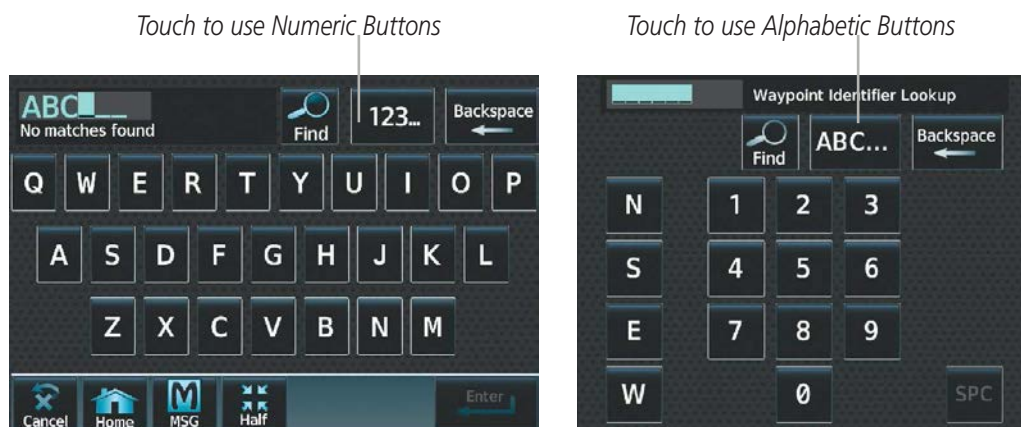 Touch to use Numeric Buttons
ABC__
No matches found
Find
123...
Backspace
Q W E R T Y U I O P
A S D F G H J K L
Z X C V B N M
Cancel
Home
MSG
Half
Enter
Touch to use Alphabetic Buttons
Waypoint Identifier Lookup
Find
ABC...
Backspace
N 1 2 3
S 4 5 6
E 7 8 9
W 0 SPC